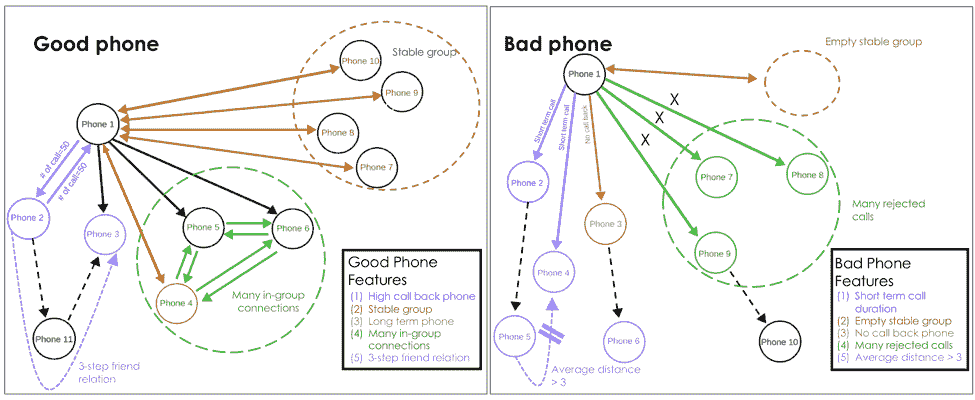 Good phone
Stable group
Phone 10
Phone 9
Phone 1
Phone 8
Phone 7
# of call=50
# of call=50
Phone 2
Phone 3
Phone 5
Phone 6
Phone 4
Many in-group
connections
Phone 11
3-step friend
relation
Good Phone
Features
(1) High call back phone
(2) Stable group
(3) Long term phone
(4) Many in-group
connections
(5) 3-step friend relation
Bad phone
Empty stable group
Phone 1
Short term call
Short term call
No call back
X
X
Phone 2
Phone 7
Phone 8
Many rejected
calls
Phone 3
Phone 9
Phone 4
Phone 5
Phone 6
Phone 10
Average distance
> 3
Bad Phone
Features
(1) Short term call
duration
(2) Empty stable group
(3) No call back phone
(4) Many rejected calls
(5) Average distance > 3